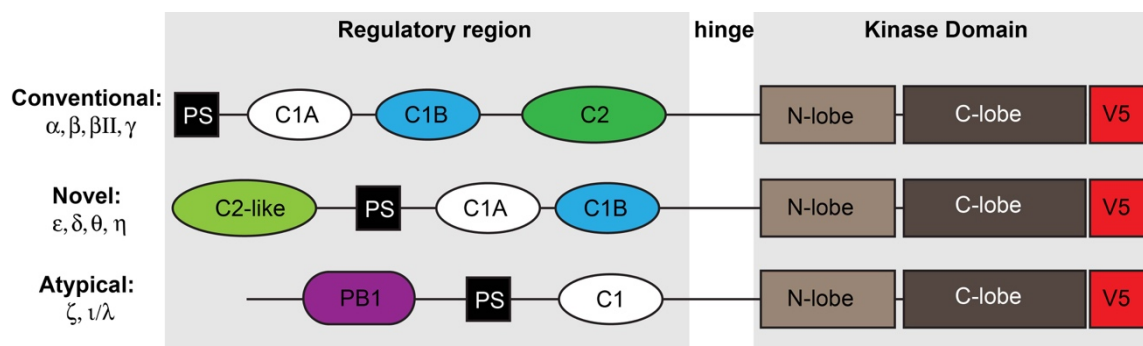 Regulatory region hinge Kinase Domain
Conventional:
α, β, βII, γ
PS C1A C1B C2 N-lobe C-lobe V5
Novel:
ε, δ, θ, η
C2-like PS C1A C1B N-lobe C-lobe V5
Atypical:
ζ, ι/λ
PB1 PS C1 N-lobe C-lobe V5